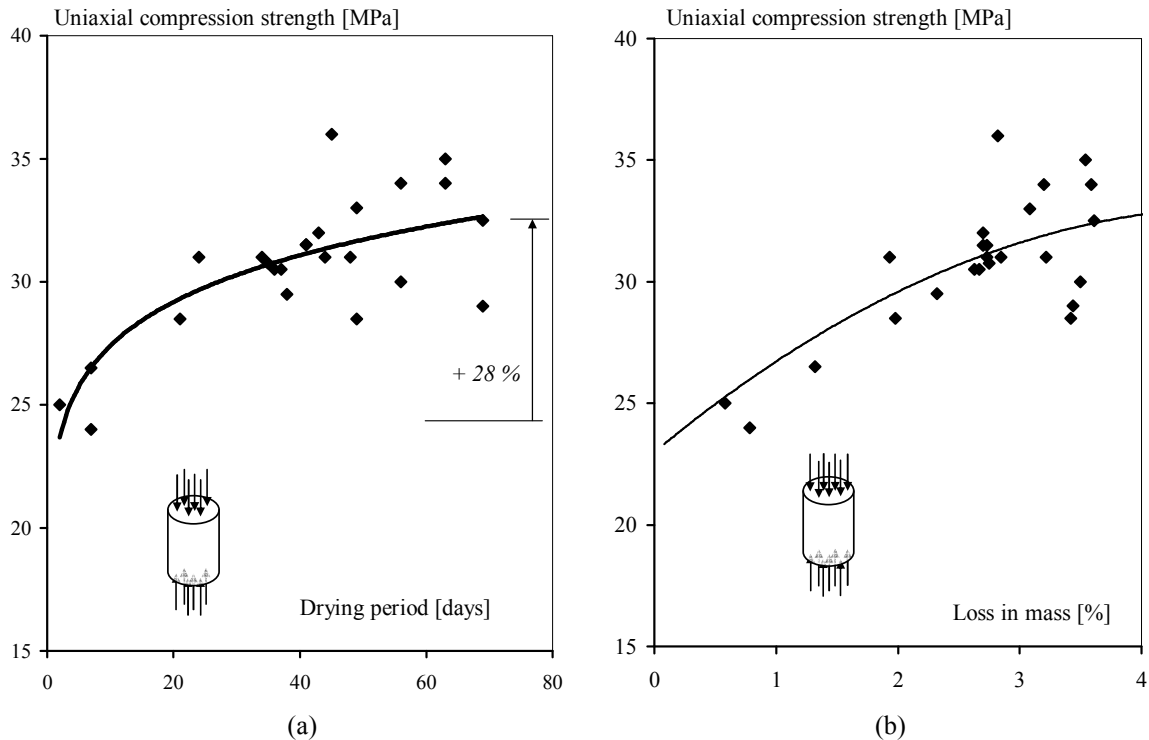 Uniaxial compression strength [MPa]
40
35
30
25
20
15
+ 28 %
Drying period [days]
0 20 40 60 80
(a)
Uniaxial compression strength [MPa]
40
35
30
25
20
15
Loss in mass [%]
0 1 2 3 4
(b)